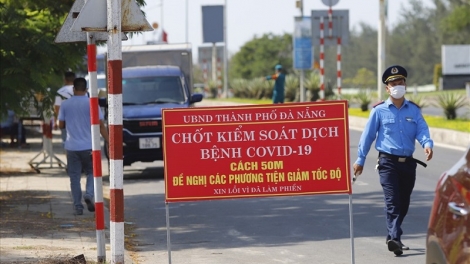 UBND THÀNH PHỐ ĐÀ NẴNG
CHỐT KIỂM SOÁT DỊCH
BỆNH COVID-19
CÁCH 50M
ĐỀ NGHỊ CÁC PHƯƠNG TIỆN GIẢM TỐC ĐỘ
XIN LỖI VÌ ĐÃ LÀM PHIỀN